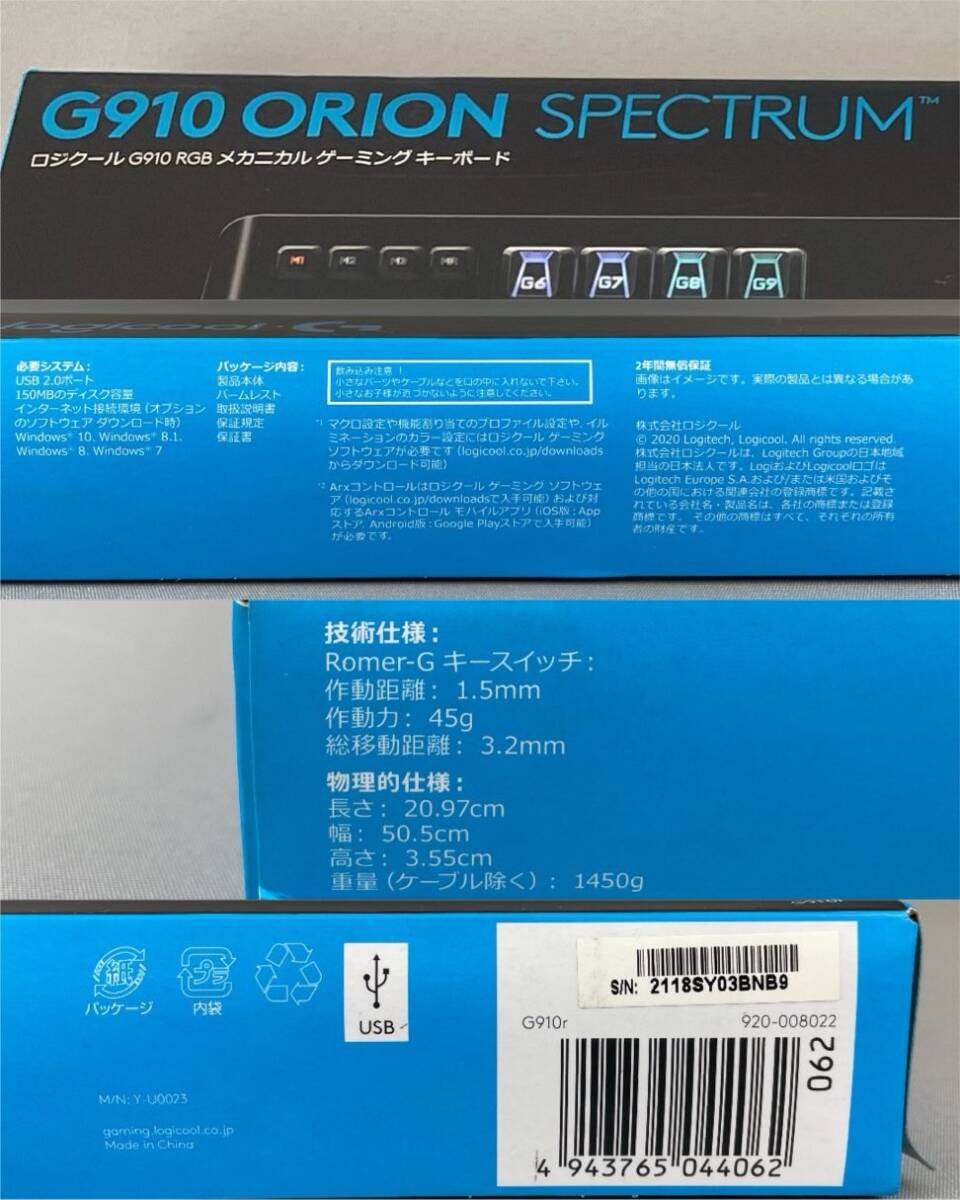 G910 ORION SPECTRUM™
ロジクール G910 RGB メカニカル ゲーミング キーボード
M1 M2 M3 MR G6 G7 G8 G9
logicool
必要システム：
USB 2.0ポート
150MBのディスク容量
インターネット接続環境（オプション
のソフトウェア ダウンロード時）
Windows® 10、Windows® 8.1、
Windows® 8、Windows® 7
パッケージ内容：
製品本体
パームレスト
取扱説明書
保証規定
保証書
飲み込み注意！
小さなパーツやケーブルなどを口の中に入れないで下さい。
小さなお子様が近づかないように注意してください。
*1 マクロ設定や機能割り当てのプロファイル設定や、イル
ミネーションのカラー設定にはロジクール ゲーミング
ソフトウェアが必要です（logicool.co.jp/downloads
からダウンロード可能）
*2 Arxコントロールはロジクール ゲーミング ソフトウェ
ア（logicool.co.jp/downloadsで入手可能）および対
応するArxコントロール モバイルアプリ（iOS版：App
ストア、Android版：Google Playストアで入手可能）
が必要です。
2年間無償保証
画像はイメージです。実際の製品とは異なる場合があ
ります。
株式会社ロジクール
© 2020 Logitech, Logicool. All rights reserved.
株式会社ロジクールは、Logitech Groupの日本地域
担当の日本法人です。LogiおよびLogicoolロゴは
Logitech Europe S.A.および/または米国およびそ
の他の国における関連会社の登録商標です。記載さ
れている会社名・製品名は、各社の商標または登録
商標です。 その他の商標はすべて、それぞれの所有
者の財産です。
技術仕様：
Romer-G キースイッチ：
作動距離： 1.5mm
作動力： 45g
総移動距離： 3.2mm
物理的仕様：
長さ： 20.97cm
幅： 50.5cm
高さ： 3.55cm
重量（ケーブル除く）： 1450g
紙
パッケージ
プラ
内袋
USB
M/N: Y-U0023
gaming.logicool.co.jp
Made in China
S/N: 2118SY03BNB9
G910r 920-008022
062
4 943765 044062